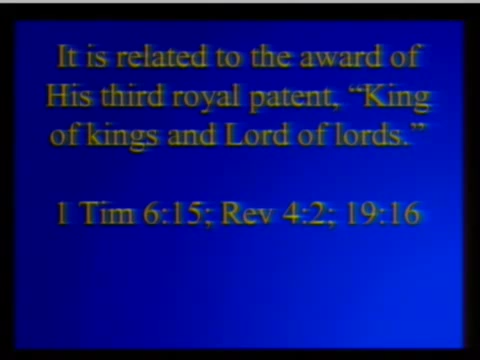 It is related to the award of
His third royal patent, “King
of kings and Lord of lords.”
1 Tim 6:15; Rev 4:2; 19:16